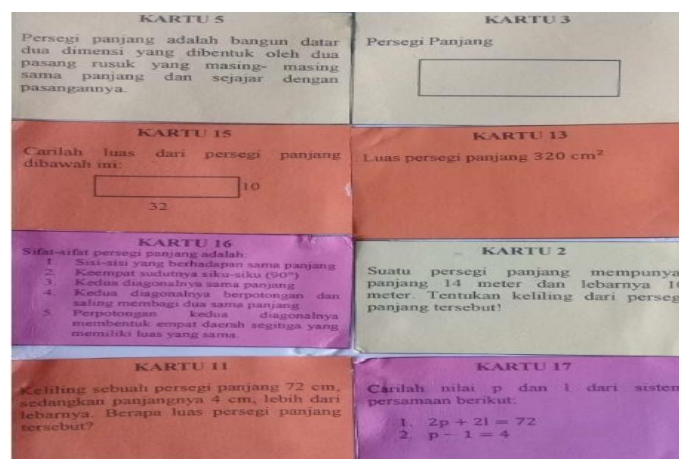 KARTU 5
Persegi panjang adalah bangun datar
dua dimensi yang dibentuk oleh dua
pasang rusuk yang masing- masing
sama panjang dan sejajar dengan
pasangannya.
KARTU 3
Persegi Panjang
KARTU 15
Carilah luas dari persegi panjang
dibawah ini:
10
32
KARTU 13
Luas persegi panjang 320 cm²
KARTU 16
Sifat-sifat persegi panjang adalah:
1. Sisi-sisi yang berhadapan sama panjang
2. Keempat sudutnya siku-siku (90°)
3. Kedua diagonalnya sama panjang
4. Kedua diagonalnya berpotongan dan
saling membagi dua sama panjang
5. Perpotongan kedua diagonalnya
membentuk empat daerah segitiga yang
memiliki luas yang sama.
KARTU 2
Suatu persegi panjang mempunya
panjang 14 meter dan lebarnya 1
meter. Tentukan keliling dari perseg
panjang tersebut!
KARTU 11
Keliling sebuah persegi panjang 72 cm,
sedangkan panjangnya 4 cm, lebih dari
lebarnya. Berapa luas persegi panjang
tersebut?
KARTU 17
Carilah nilai p dan l dari sistem
persamaan berikut:
1. 2p + 2l = 72
2. p - l = 4